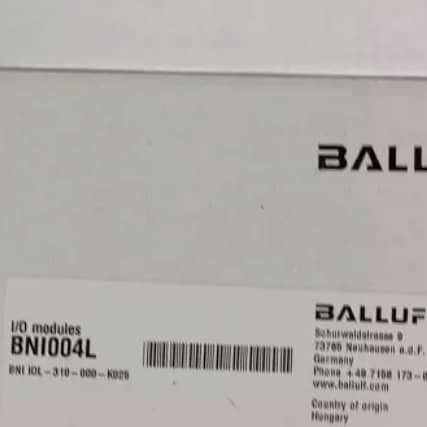 BALL
I/O modules
BNI004L
BNI IOL-310-000-K025
BALLUF
Schurwaldstrasse 9
73765 Neuhausen a.d.F.
Germany
Phone +49 7158 173-0
www.balluff.com
Country of origin
Hungary